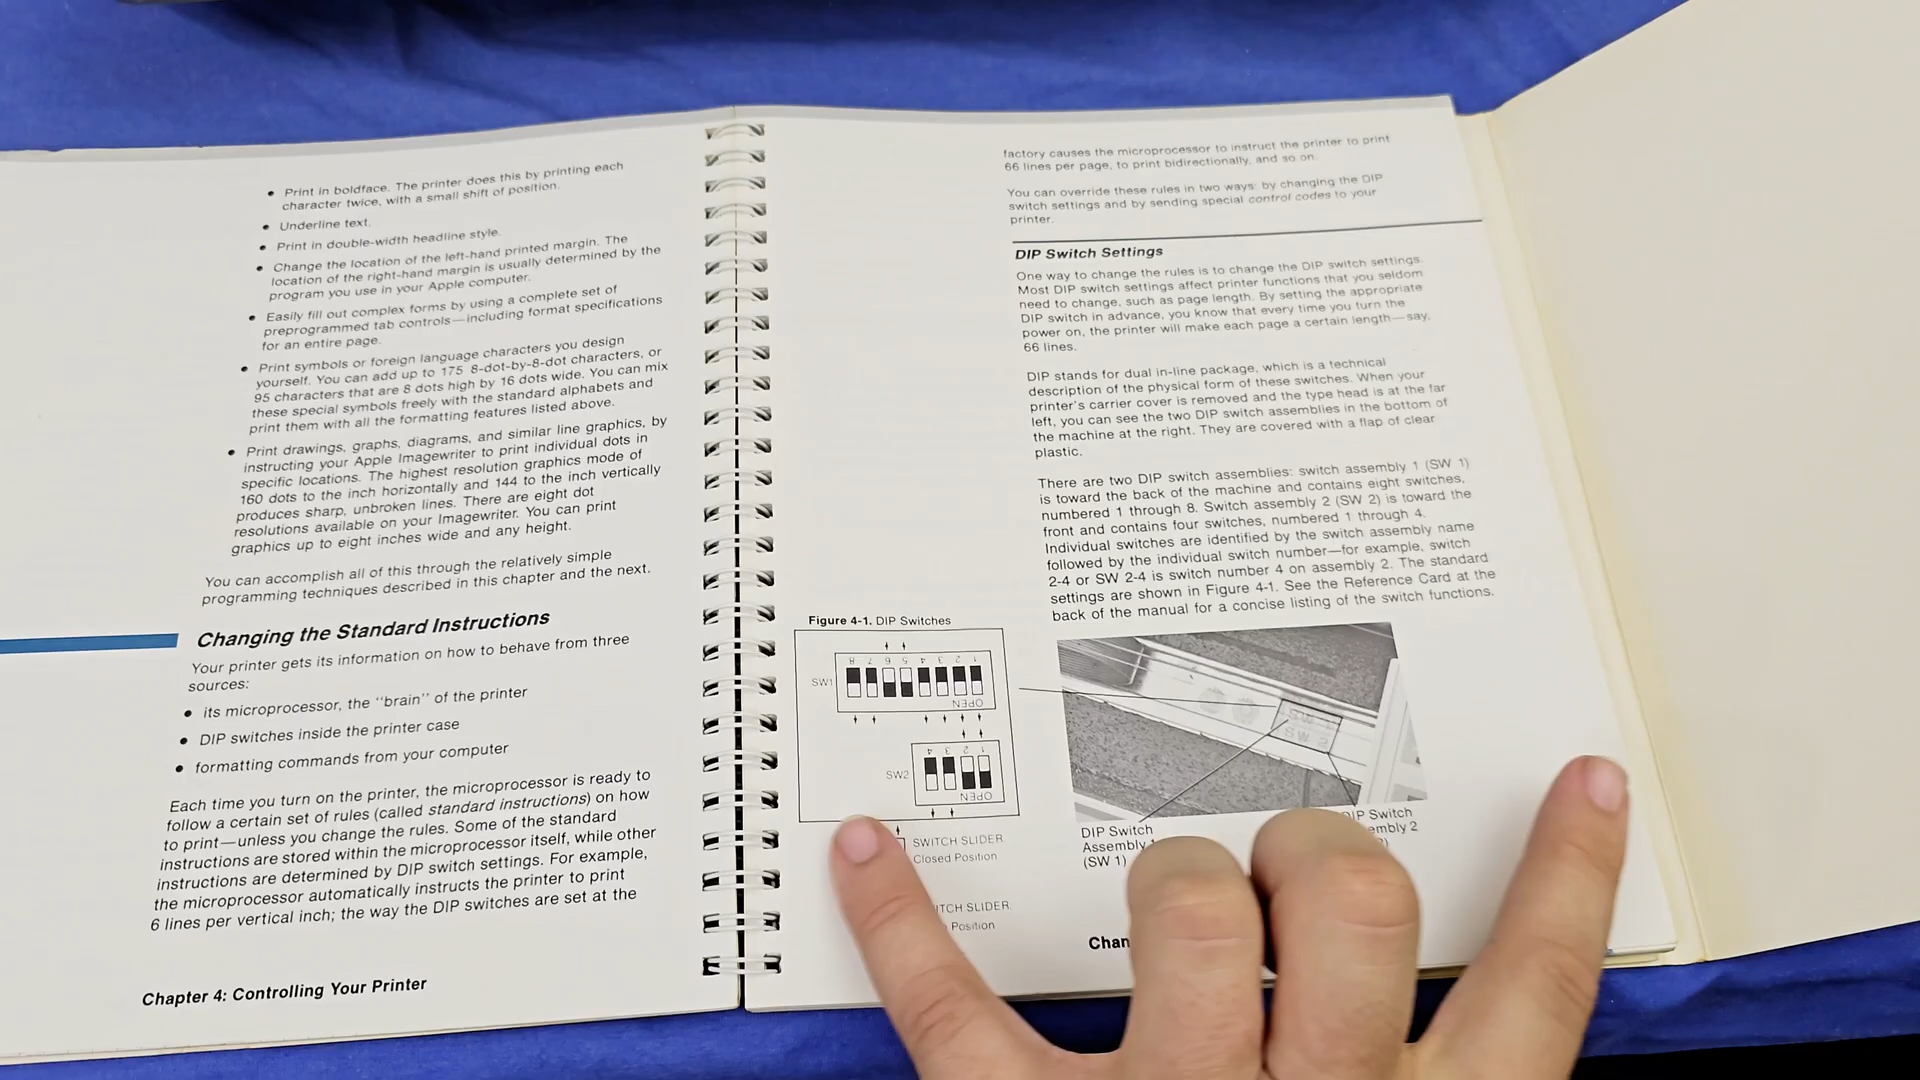 • Print in boldface. The printer does this by printing each
character twice, with a small shift of position.
• Underline text.
• Print in double-width headline style.
• Change the location of the left-hand printed margin. The
location of the right-hand margin is usually determined by the
program you use in your Apple computer.
• Easily fill out complex forms by using a complete set of
preprogrammed tab controls—including format specifications
for an entire page.
• Print symbols or foreign language characters you design
yourself. You can add up to 175 8-dot-by-8-dot characters, or
95 characters that are 8 dots high by 16 dots wide. You can mix
these special symbols freely with the standard alphabets and
print them with all the formatting features listed above.
• Print drawings, graphs, diagrams, and similar line graphics, by
instructing your Apple Imagewriter to print individual dots in
specific locations. The highest resolution graphics mode of
160 dots to the inch horizontally and 144 to the inch vertically
produces sharp, unbroken lines. There are eight dot
resolutions available on your Imagewriter. You can print
graphics up to eight inches wide and any height.
You can accomplish all of this through the relatively simple
programming techniques described in this chapter and the next.
Changing the Standard Instructions
Your printer gets its information on how to behave from three
sources:
• its microprocessor, the "brain" of the printer
• DIP switches inside the printer case
• formatting commands from your computer
Each time you turn on the printer, the microprocessor is ready to
follow a certain set of rules (called standard instructions) on how
to print—unless you change the rules. Some of the standard
instructions are stored within the microprocessor itself, while other
instructions are determined by DIP switch settings. For example,
the microprocessor automatically instructs the printer to print
6 lines per vertical inch; the way the DIP switches are set at the
Chapter 4: Controlling Your Printer
factory causes the microprocessor to instruct the printer to print
66 lines per page, to print bidirectionally, and so on.
You can override these rules in two ways: by changing the DIP
switch settings and by sending special control codes to your
printer.
DIP Switch Settings
One way to change the rules is to change the DIP switch settings.
Most DIP switch settings affect printer functions that you seldom
need to change, such as page length. By setting the appropriate
DIP switch in advance, you know that every time you turn the
power on, the printer will make each page a certain length—say,
66 lines.
DIP stands for dual in-line package, which is a technical
description of the physical form of these switches. When your
printer's carrier cover is removed and the type head is at the far
left, you can see the two DIP switch assemblies in the bottom of
the machine at the right. They are covered with a flap of clear
plastic.
There are two DIP switch assemblies: switch assembly 1 (SW 1)
is toward the back of the machine and contains eight switches,
numbered 1 through 8. Switch assembly 2 (SW 2) is toward the
front and contains four switches, numbered 1 through 4.
Individual switches are identified by the switch assembly name
followed by the individual switch number—for example, switch
2-4 or SW 2-4 is switch number 4 on assembly 2. The standard
settings are shown in Figure 4-1. See the Reference Card at the
back of the manual for a concise listing of the switch functions.
Figure 4-1. DIP Switches
8 7 6 5 4 3 2 1
SW1
OPEN
4 3 2 1
SW2
OPEN
SWITCH SLIDER
Closed Position
SLIDER
Position
SW 2
DIP Switch
Assembly
(SW 1)
Switch
2